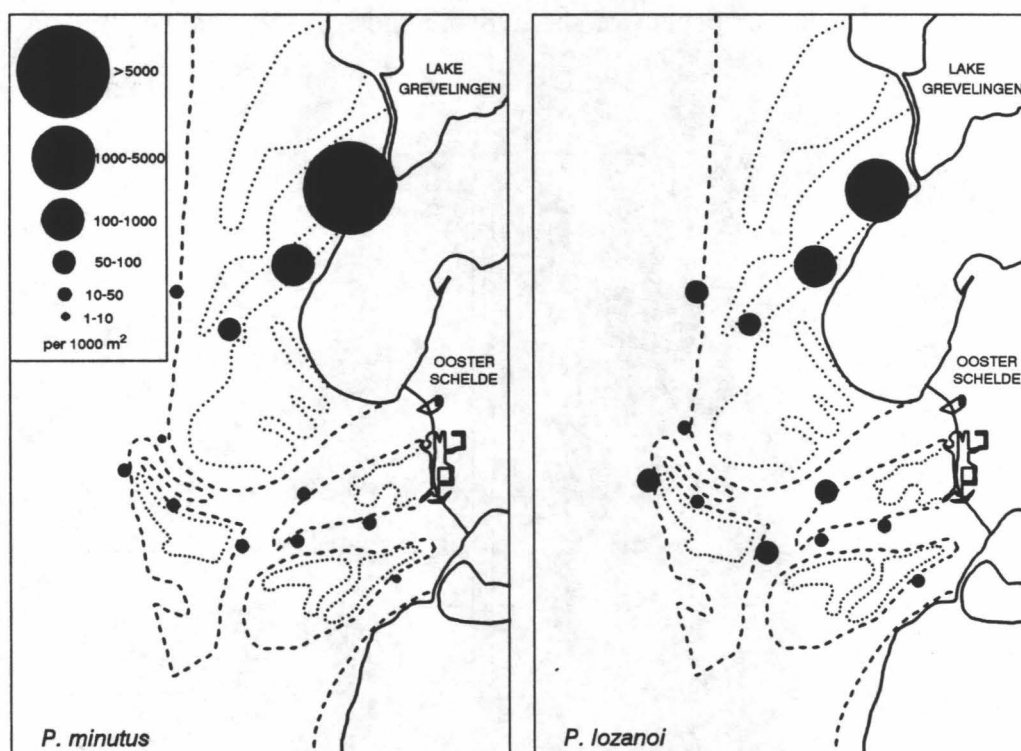 >5000
1000-5000
100-1000
50-100
10-50
1-10
per 1000 m²
LAKE
GREVELINGEN
OOSTER
SCHELDE
P. minutus
LAKE
GREVELINGEN
OOSTER
SCHELDE
P. lozanoi